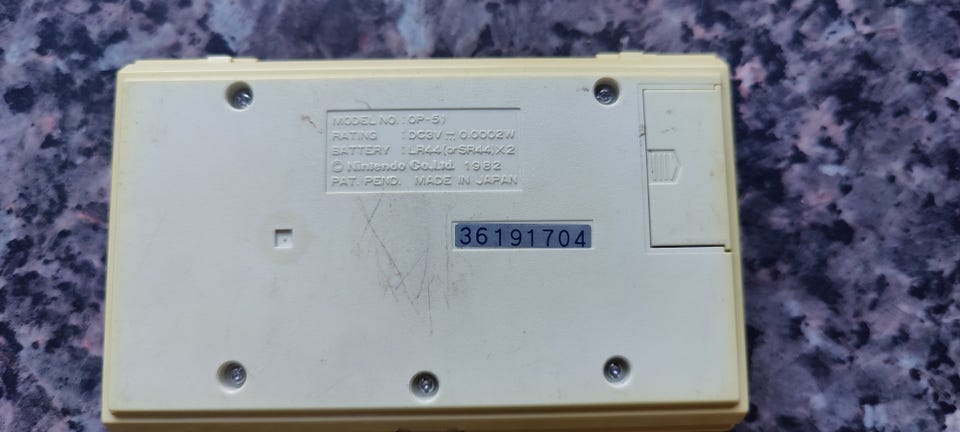 MODEL NO.: OP-51
RATING : DC3V ⎓ 0.0002W
BATTERY : LR44(orSR44)X2
© Nintendo Co.,Ltd. 1982
PAT. PEND. MADE IN JAPAN
36191704